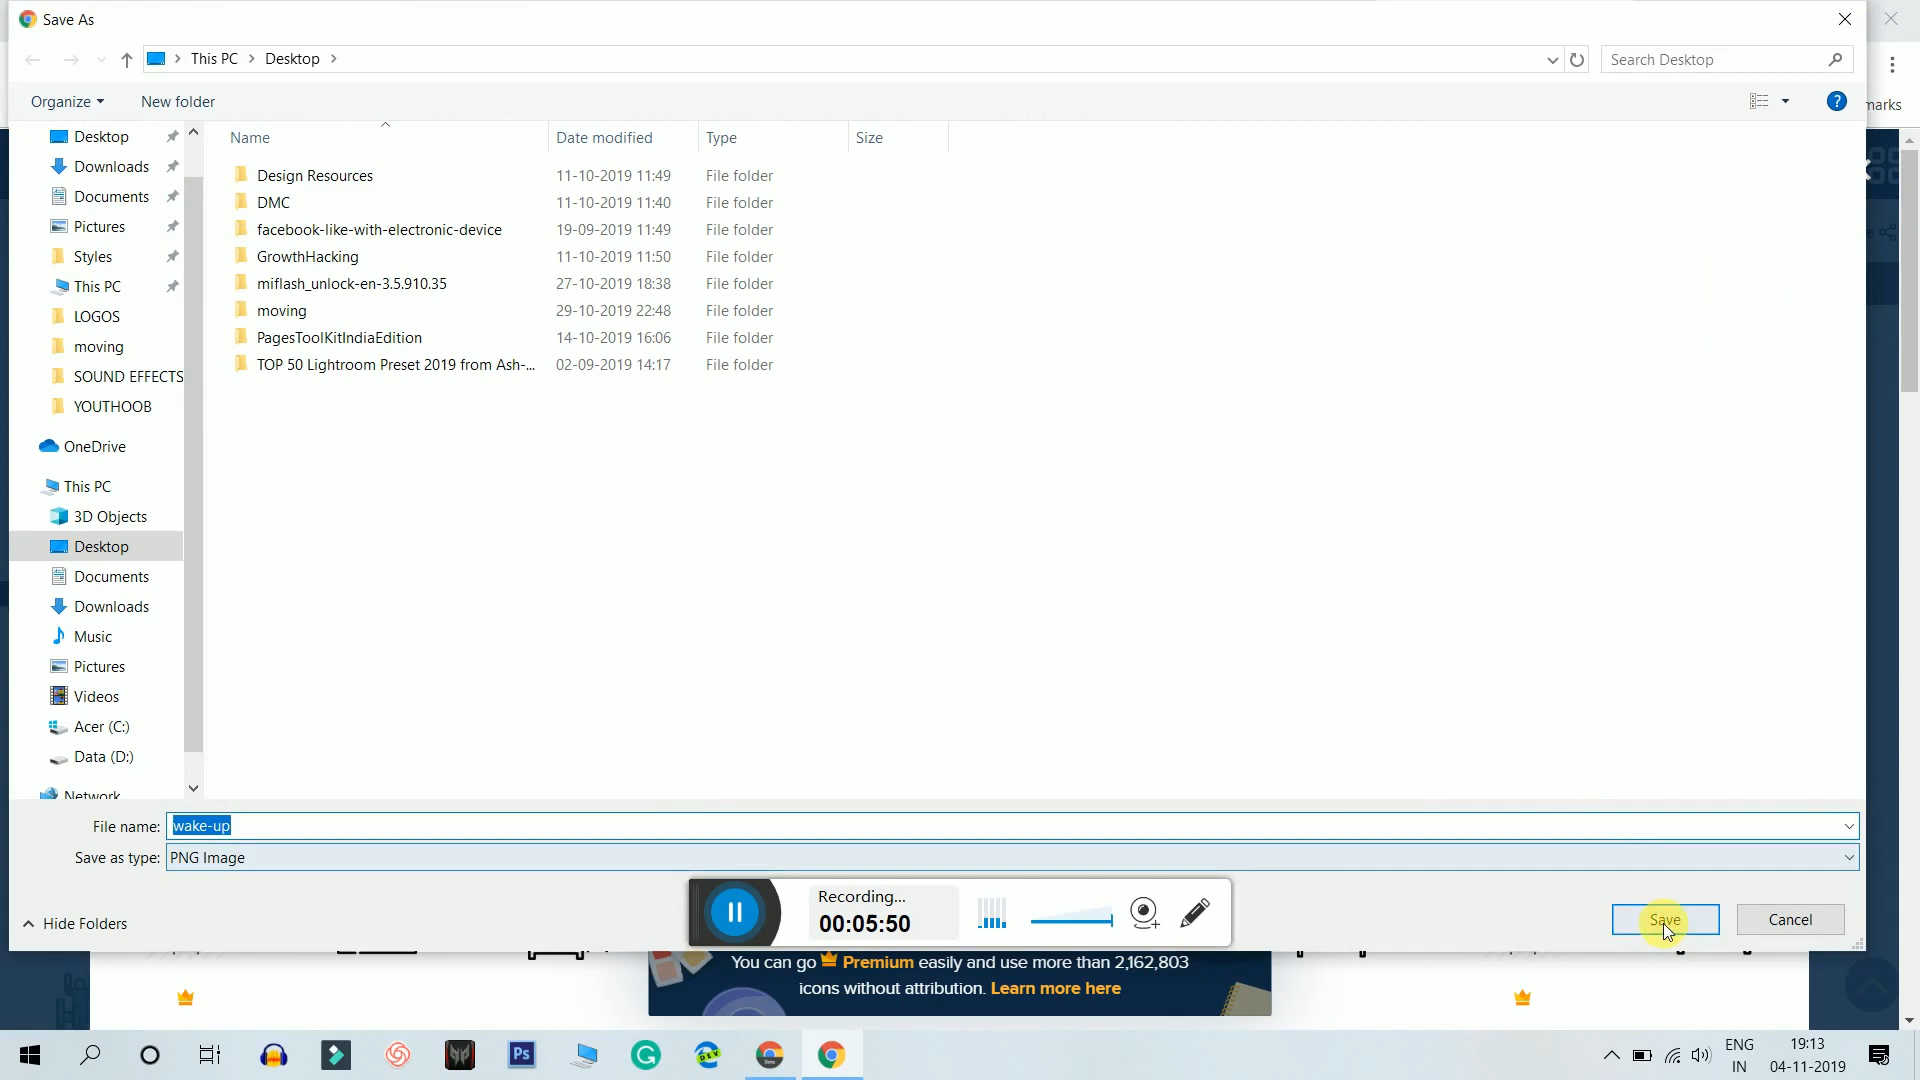 Save As
This PC > Desktop >
Search Desktop
Organize
New folder
marks
Name
Date modified
Type
Size
Desktop
Downloads
Documents
Pictures
Styles
This PC
LOGOS
moving
SOUND EFFECTS
YOUTHOOB
OneDrive
This PC
3D Objects
Desktop
Documents
Downloads
Music
Pictures
Videos
Acer (C:)
Data (D:)
Network
Design Resources 11-10-2019 11:49 File folder
DMC 11-10-2019 11:40 File folder
facebook-like-with-electronic-device 19-09-2019 11:49 File folder
GrowthHacking 11-10-2019 11:50 File folder
miflash_unlock-en-3.5.910.35 27-10-2019 18:38 File folder
moving 29-10-2019 22:48 File folder
PagesToolKitIndiaEdition 14-10-2019 16:06 File folder
TOP 50 Lightroom Preset 2019 from Ash-... 02-09-2019 14:17 File folder
File name: wake-up
Save as type: PNG Image
Hide Folders
Recording...
00:05:50
Save
Cancel
You can go Premium easily and use more than 2,162,803
icons without attribution. Learn more here
Ps
G
DEV
ENG
IN
19:13
04-11-2019